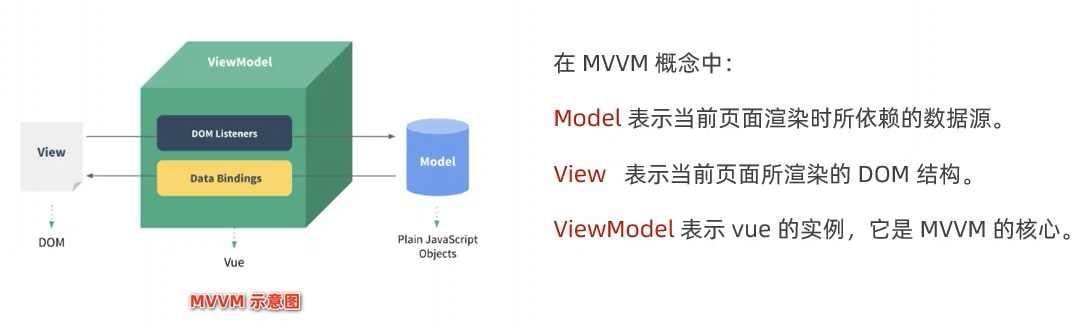 ViewModel
DOM Listeners
View
Model
Data Bindings
DOM
Plain JavaScript
Objects
Vue
MVVM 示意图
在 MVVM 概念中：
Model 表示当前页面渲染时所依赖的数据源。
View 表示当前页面所渲染的 DOM 结构。
ViewModel 表示 vue 的实例，它是 MVVM 的核心。